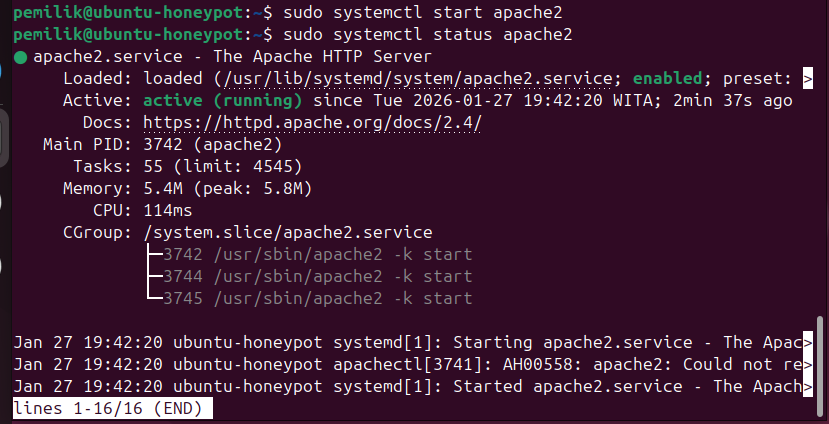 pemilik@ubuntu-honeypot:~$ sudo systemctl start apache2
pemilik@ubuntu-honeypot:~$ sudo systemctl status apache2
● apache2.service - The Apache HTTP Server
     Loaded: loaded (/usr/lib/systemd/system/apache2.service; enabled; preset: >
     Active: active (running) since Tue 2026-01-27 19:42:20 WITA; 2min 37s ago
       Docs: https://httpd.apache.org/docs/2.4/
   Main PID: 3742 (apache2)
      Tasks: 55 (limit: 4545)
     Memory: 5.4M (peak: 5.8M)
        CPU: 114ms
     CGroup: /system.slice/apache2.service
             ├─3742 /usr/sbin/apache2 -k start
             ├─3744 /usr/sbin/apache2 -k start
             └─3745 /usr/sbin/apache2 -k start

Jan 27 19:42:20 ubuntu-honeypot systemd[1]: Starting apache2.service - The Apac>
Jan 27 19:42:20 ubuntu-honeypot apachectl[3741]: AH00558: apache2: Could not re>
Jan 27 19:42:20 ubuntu-honeypot systemd[1]: Started apache2.service - The Apach>
lines 1-16/16 (END)